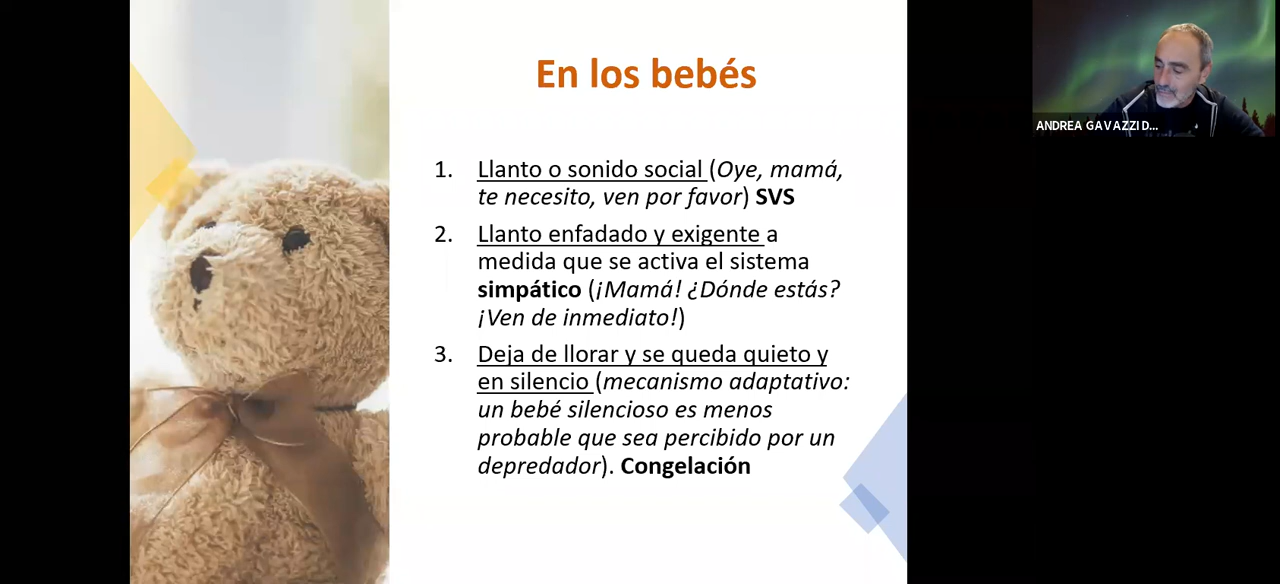 En los bebés
1. Llanto o sonido social (Oye, mamá,
te necesito, ven por favor) SVS
2. Llanto enfadado y exigente a
medida que se activa el sistema
simpático (¡Mamá! ¿Dónde estás?
¡Ven de inmediato!)
3. Deja de llorar y se queda quieto y
en silencio (mecanismo adaptativo:
un bebé silencioso es menos
probable que sea percibido por un
depredador). Congelación
ANDREA GAVAZZI D...